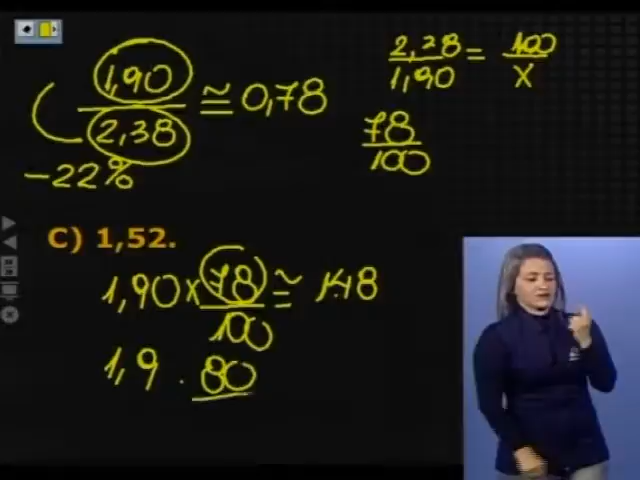 1,90 / 2,38 ≅ 0,78
-22%
2,28 / 1,90 = 100 / X
78 / 100
C) 1,52.
1,90 x 78 / 100 ≅ 1,48
1,9 . 80